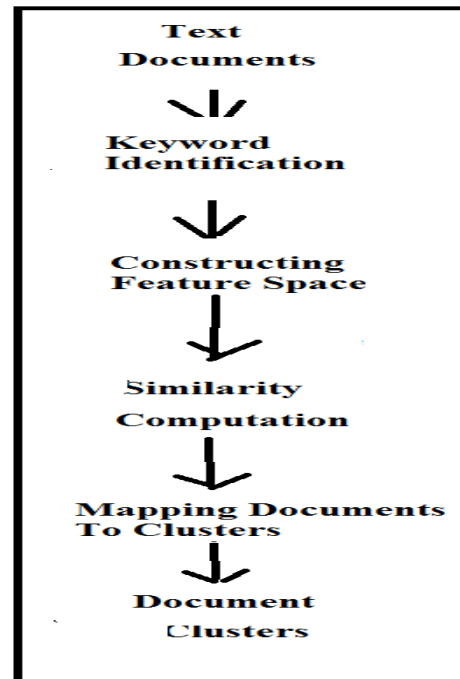 Text
Documents
Keyword
Identification
Constructing
Feature Space
Similarity
Computation
Mapping Documents
To Clusters
Document
Clusters